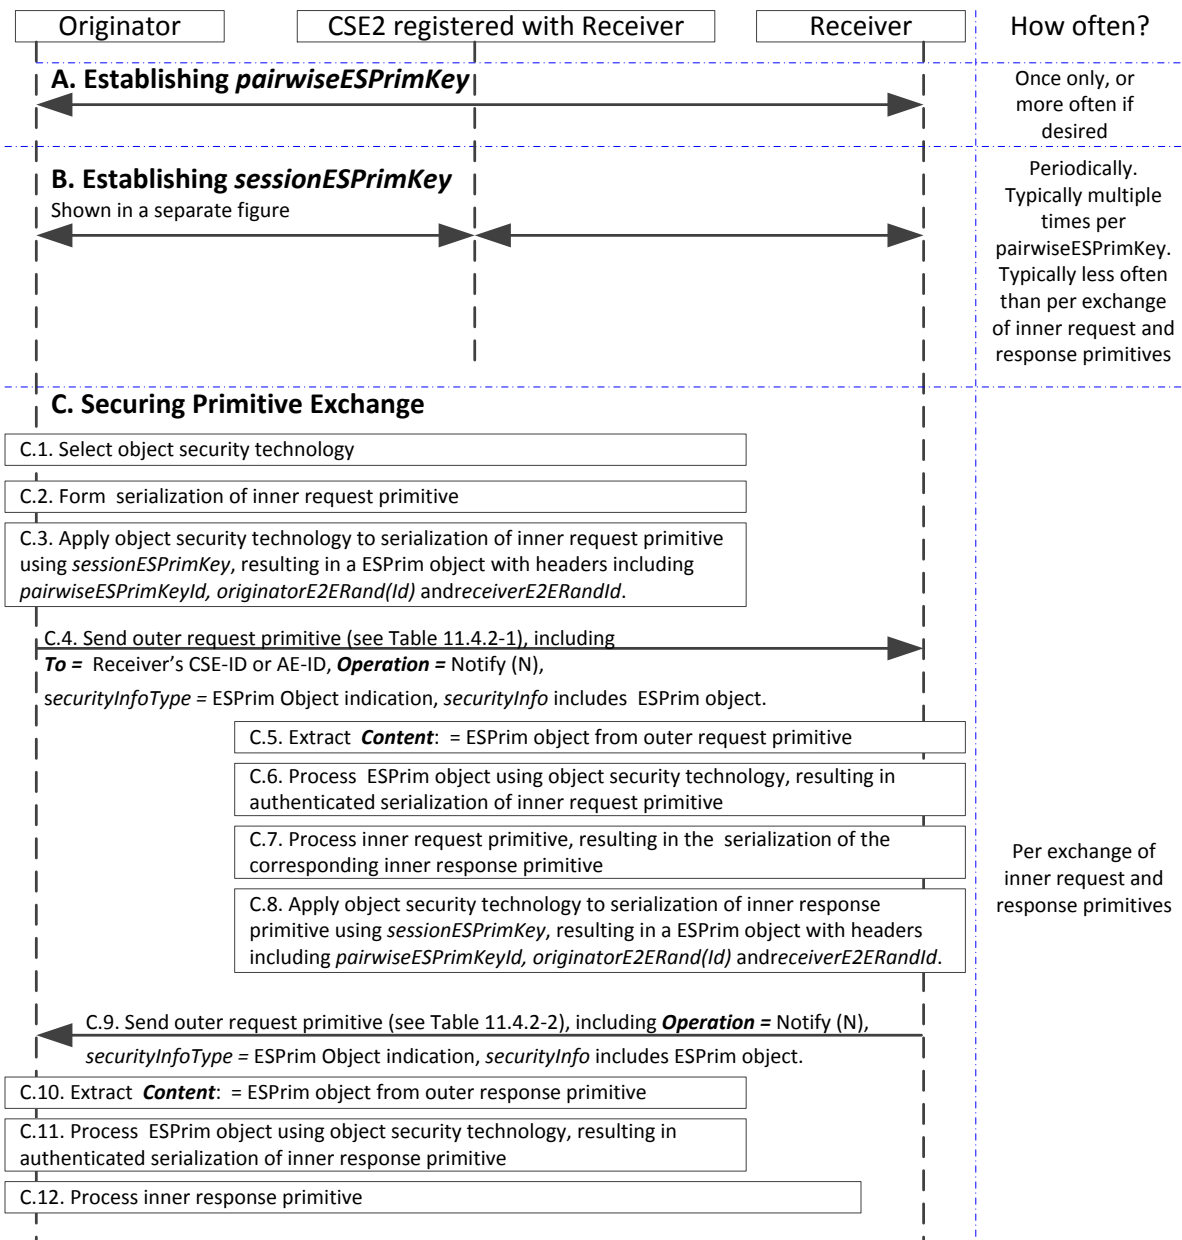 Originator
CSE2 registered with Receiver
Receiver
How often?
A. Establishing pairwiseESPrimKey
Once only, or
more often if
desired
B. Establishing sessionESPrimKey
Shown in a separate figure
Periodically.
Typically multiple
times per
pairwiseESPrimKey.
Typically less often
than per exchange
of inner request and
response primitives
C. Securing Primitive Exchange
C.1. Select object security technology
C.2. Form serialization of inner request primitive
C.3. Apply object security technology to serialization of inner request primitive
using sessionESPrimKey, resulting in a ESPrim object with headers including
pairwiseESPrimKeyId, originatorE2ERand(Id) andreceiverE2ERandId.
C.4. Send outer request primitive (see Table 11.4.2-1), including
To = Receiver's CSE-ID or AE-ID, Operation = Notify (N),
securityInfoType = ESPrim Object indication, securityInfo includes ESPrim object.
C.5. Extract Content: = ESPrim object from outer request primitive
C.6. Process ESPrim object using object security technology, resulting in
authenticated serialization of inner request primitive
C.7. Process inner request primitive, resulting in the serialization of the
corresponding inner response primitive
C.8. Apply object security technology to serialization of inner response
primitive using sessionESPrimKey, resulting in a ESPrim object with headers
including pairwiseESPrimKeyId, originatorE2ERand(Id) andreceiverE2ERandId.
Per exchange of
inner request and
response primitives
C.9. Send outer request primitive (see Table 11.4.2-2), including Operation = Notify (N),
securityInfoType = ESPrim Object indication, securityInfo includes ESPrim object.
C.10. Extract Content: = ESPrim object from outer response primitive
C.11. Process ESPrim object using object security technology, resulting in
authenticated serialization of inner response primitive
C.12. Process inner response primitive